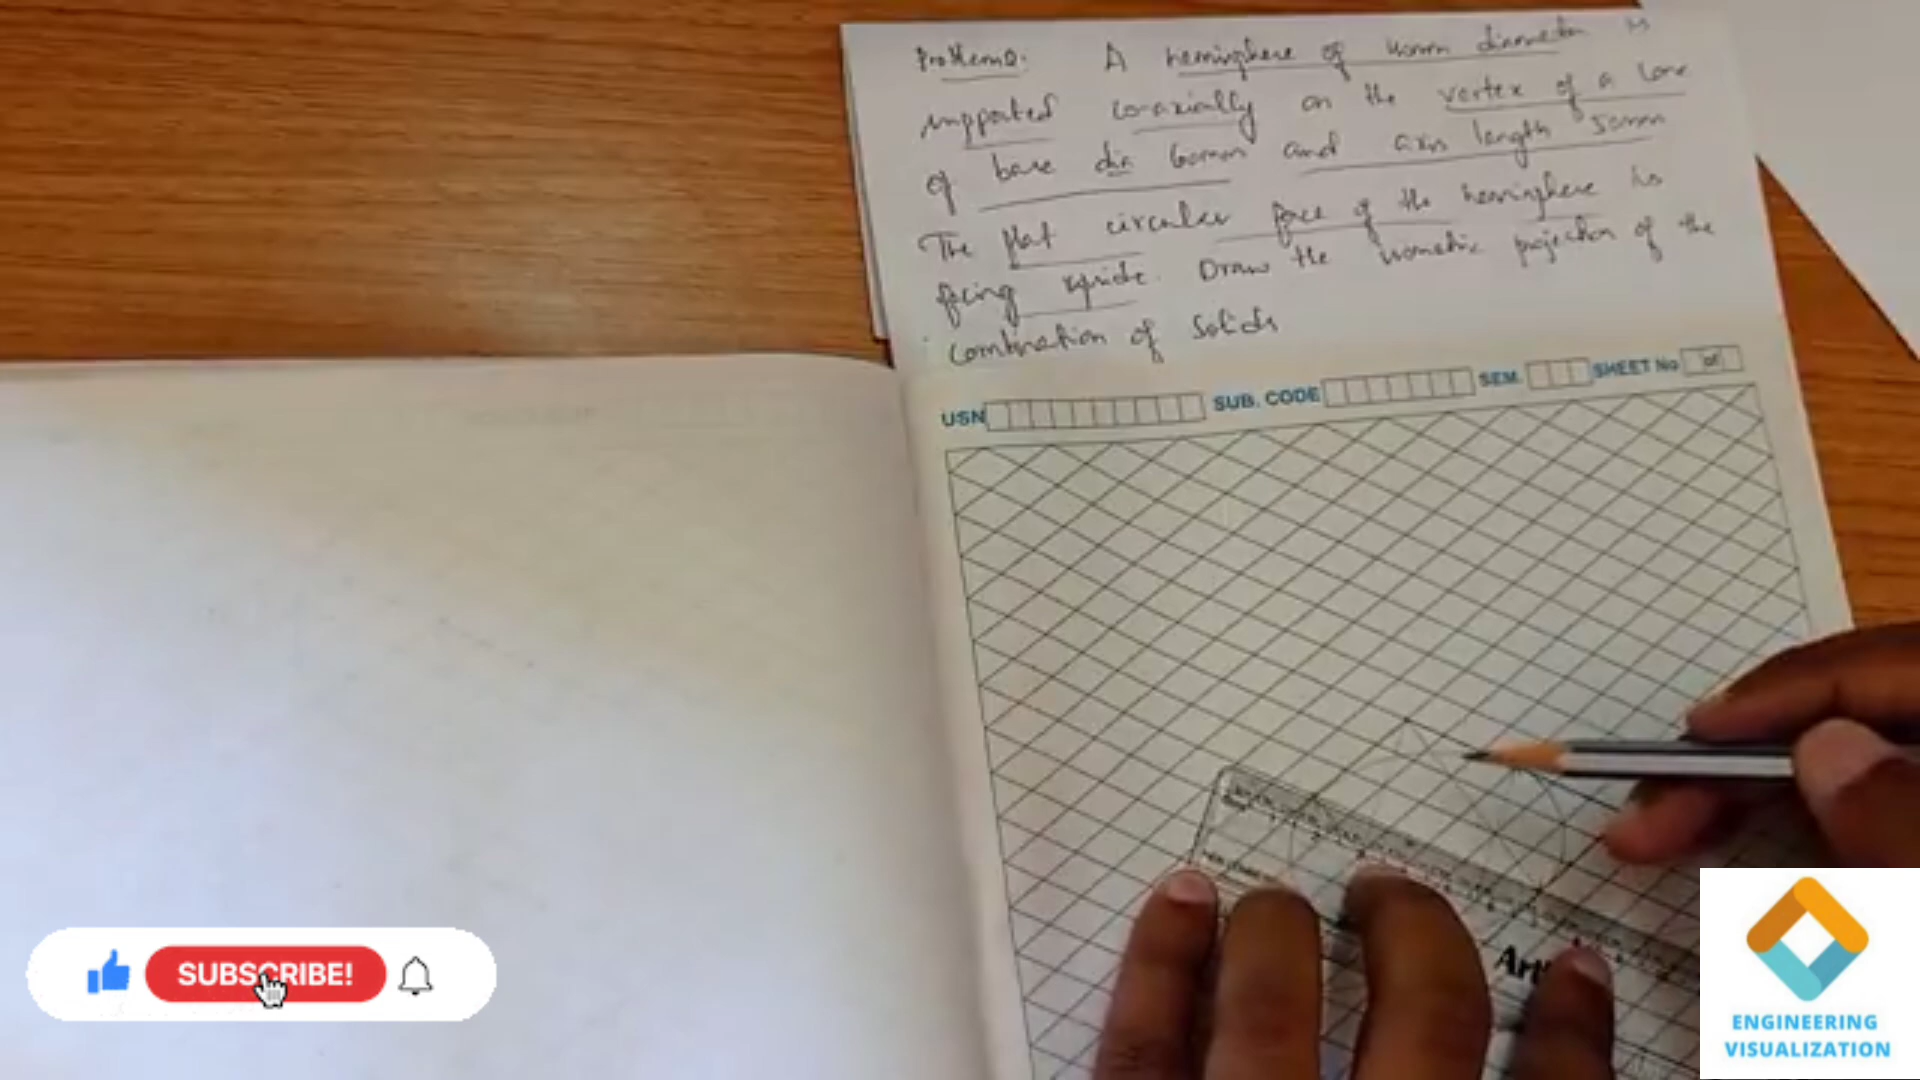 Problem 2. A hemisphere of 40mm diameter is
supported co-axially on the vertex of a cone
of base dia 60mm and axis length 50mm
The flat circular face of the hemisphere is
facing upside. Draw the isometric projection of the
combination of solids
USN SUB. CODE SEM. SHEET No of
SUBSCRIBE!
ENGINEERING
VISUALIZATION